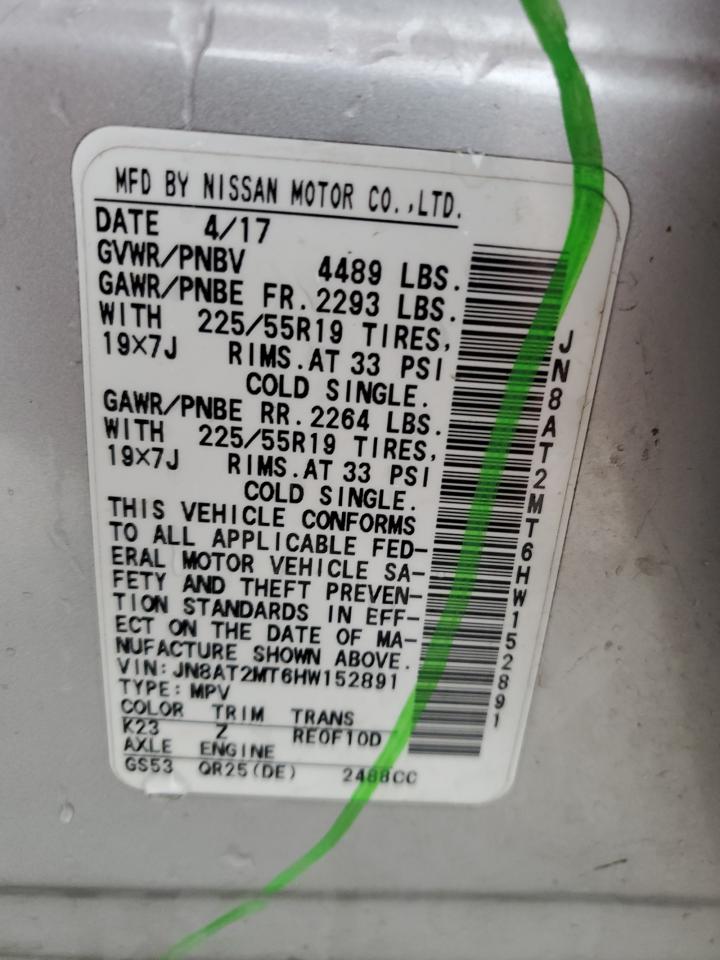 MFD BY NISSAN MOTOR CO.,LTD.
DATE 4/17
GVWR/PNBV 4489 LBS.
GAWR/PNBE FR. 2293 LBS.
WITH 225/55R19 TIRES,
19×7J RIMS. AT 33 PSI
COLD SINGLE.
GAWR/PNBE RR. 2264 LBS.
WITH 225/55R19 TIRES,
19×7J RIMS. AT 33 PSI
COLD SINGLE.
THIS VEHICLE CONFORMS
TO ALL APPLICABLE FED-
ERAL MOTOR VEHICLE SA-
FETY AND THEFT PREVEN-
TION STANDARDS IN EFF-
ECT ON THE DATE OF MA-
NUFACTURE SHOWN ABOVE.
VIN: JN8AT2MT6HW152891
TYPE: MPV
COLOR TRIM TRANS
K23 Z RE0F10D
AXLE ENGINE
GS53 QR25(DE) 2488CC
JN8AT2MT6HW152891